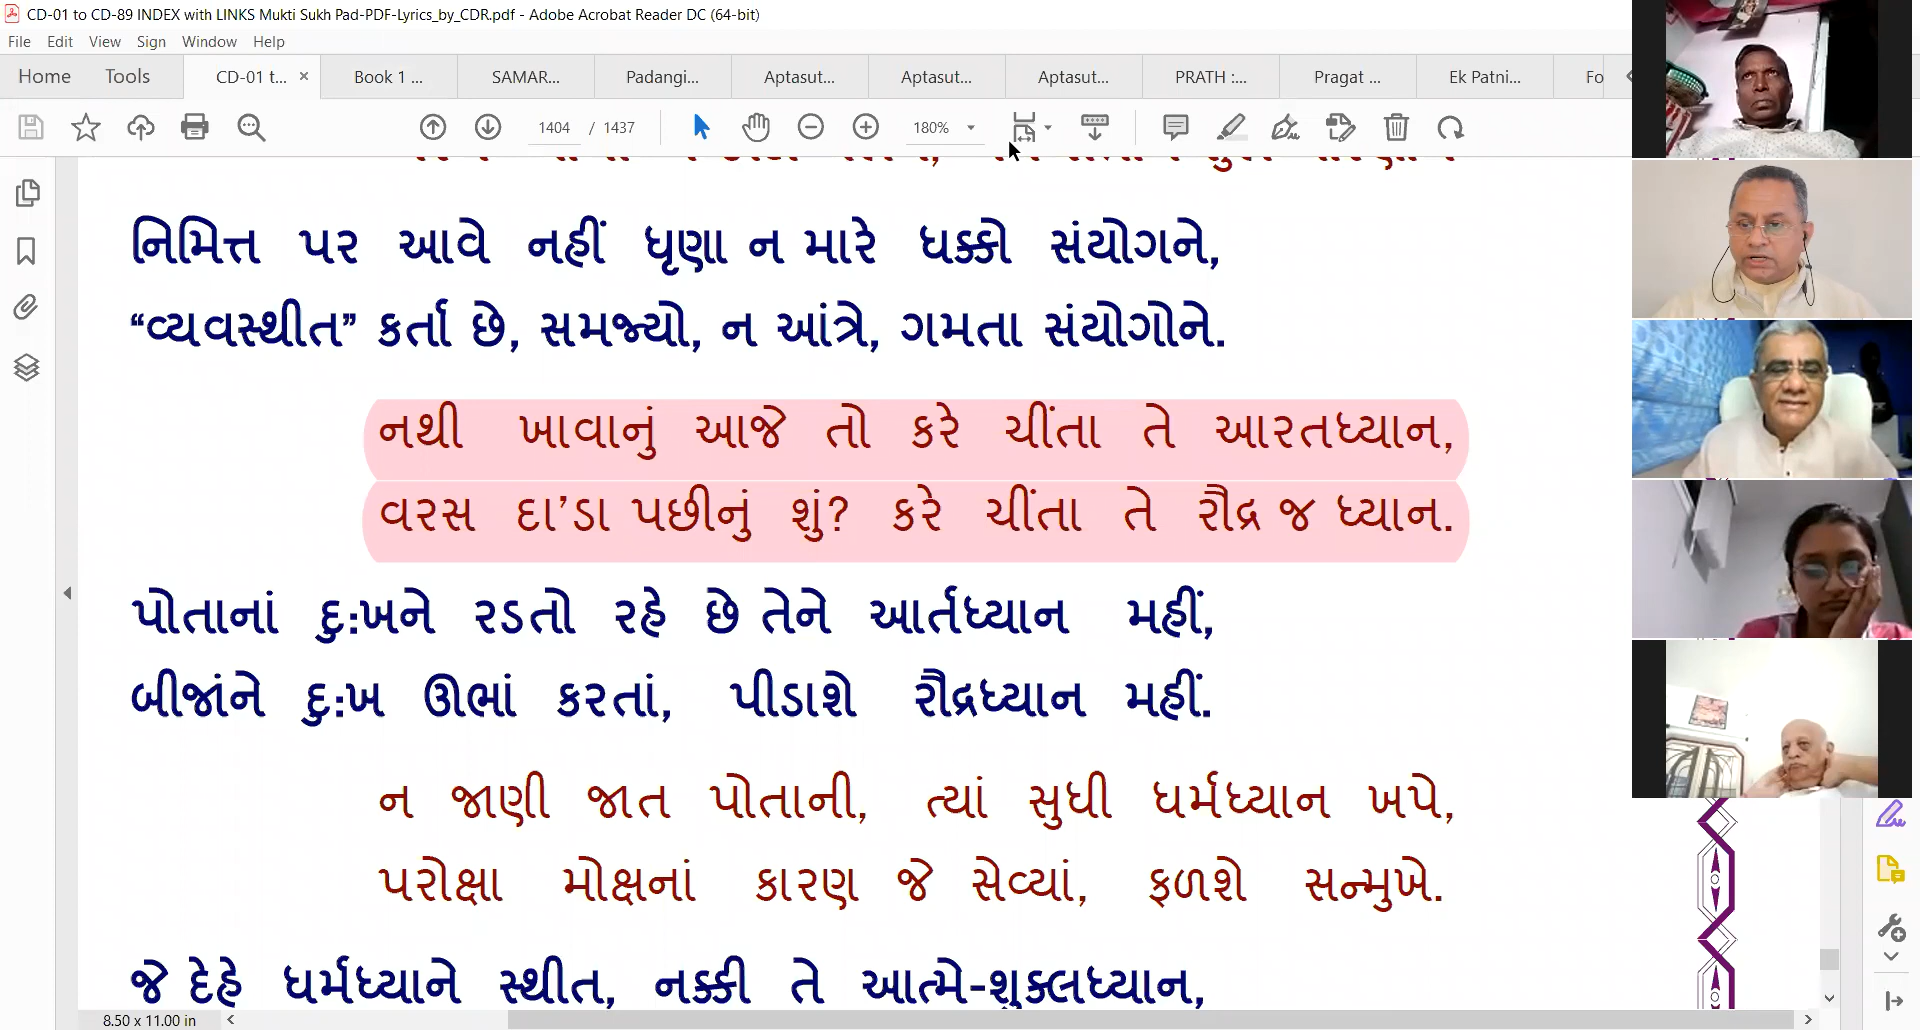 CD-01 to CD-89 INDEX with LINKS Mukti Sukh Pad-PDF-Lyrics_by_CDR.pdf - Adobe Acrobat Reader DC (64-bit)
File Edit View Sign Window Help
Home Tools CD-01 t... × Book 1 ... SAMAR... Padangi... Aptasut... Aptasut... Aptasut... PRATH :... Pragat ... Ek Patni... Fo
1404 / 1437 180%
નિમિત્ત પર આવે નહીં ધૃણા ન મારે ધક્કો સંયોગને,
“વ્યવસ્થીત” કર્તા છે, સમજ્યો, ન આંત્રે, ગમતા સંયોગોને.
નથી ખાવાનું આજે તો કરે ચીંતા તે આરતધ્યાન,
વરસ દા’ડા પછીનું શું? કરે ચીંતા તે રૌદ્ર જ ધ્યાન.
પોતાનાં દુ:ખને રડતો રહે છે તેને આર્તધ્યાન મહીં,
બીજાંને દુ:ખ ઊભાં કરતાં, પીડાશે રૌદ્રધ્યાન મહીં.
ન જાણી જાત પોતાની, ત્યાં સુધી ધર્મધ્યાન ખપે,
પરોક્ષા મોક્ષનાં કારણ જે સેવ્યાં, ફળશે સન્મુખે.
જે દેહે ધર્મધ્યાને સ્થીત, નક્કી તે આત્મે-શુક્લધ્યાન,
8.50 x 11.00 in